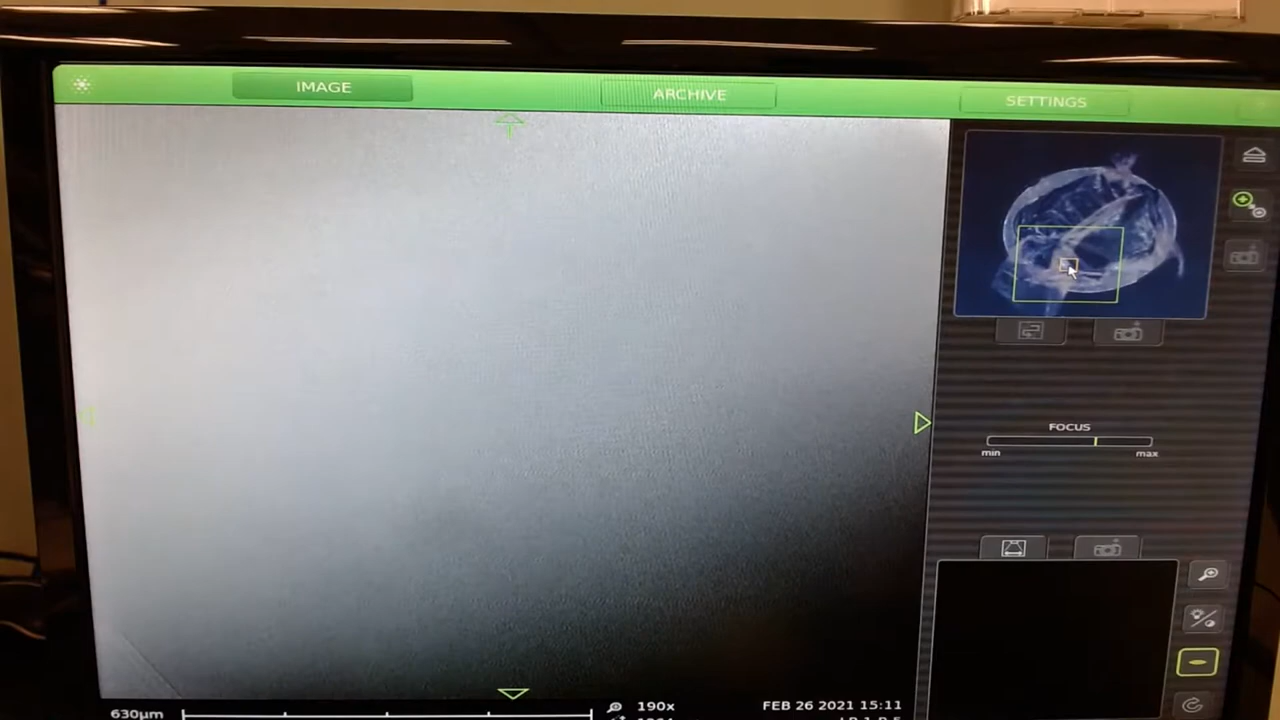 IMAGE
ARCHIVE
SETTINGS
FOCUS
min
max
630µm
190x
FEB 26 2021 15:11